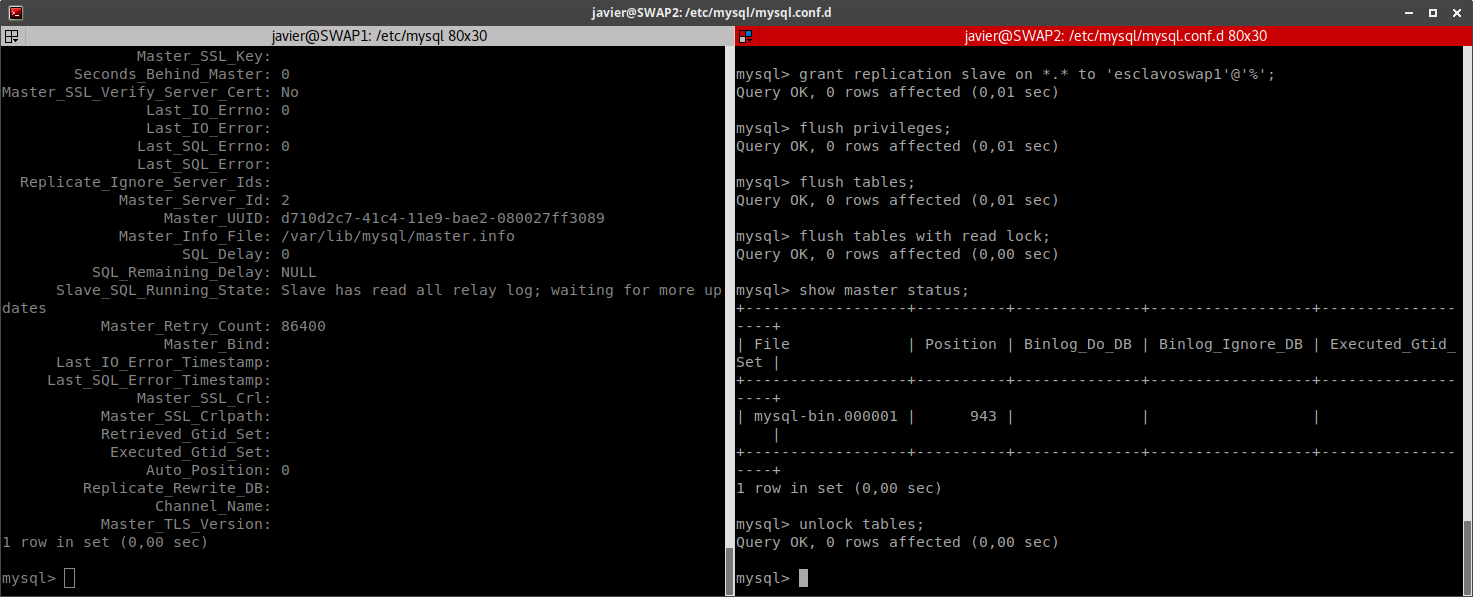 javier@SWAP2: /etc/mysql/mysql.conf.d
javier@SWAP1: /etc/mysql 80x30
Master_SSL_Key:
Seconds_Behind_Master: 0
Master_SSL_Verify_Server_Cert: No
Last_IO_Errno: 0
Last_IO_Error:
Last_SQL_Errno: 0
Last_SQL_Error:
Replicate_Ignore_Server_Ids:
Master_Server_Id: 2
Master_UUID: d710d2c7-41c4-11e9-bae2-080027ff3089
Master_Info_File: /var/lib/mysql/master.info
SQL_Delay: 0
SQL_Remaining_Delay: NULL
Slave_SQL_Running_State: Slave has read all relay log; waiting for more up
dates
Master_Retry_Count: 86400
Master_Bind:
Last_IO_Error_Timestamp:
Last_SQL_Error_Timestamp:
Master_SSL_Crl:
Master_SSL_Crlpath:
Retrieved_Gtid_Set:
Executed_Gtid_Set:
Auto_Position: 0
Replicate_Rewrite_DB:
Channel_Name:
Master_TLS_Version:
1 row in set (0,00 sec)
mysql>
javier@SWAP2: /etc/mysql/mysql.conf.d 80x30
mysql> grant replication slave on *.* to 'esclavoswap1'@'%';
Query OK, 0 rows affected (0,01 sec)
mysql> flush privileges;
Query OK, 0 rows affected (0,01 sec)
mysql> flush tables;
Query OK, 0 rows affected (0,01 sec)
mysql> flush tables with read lock;
Query OK, 0 rows affected (0,00 sec)
mysql> show master status;
+------------------+----------+--------------+------------------+---------------
----+
| File             | Position | Binlog_Do_DB | Binlog_Ignore_DB | Executed_Gtid_
Set |
+------------------+----------+--------------+------------------+---------------
----+
| mysql-bin.000001 |      943 |              |                  |
    |
+------------------+----------+--------------+------------------+---------------
----+
1 row in set (0,00 sec)
mysql> unlock tables;
Query OK, 0 rows affected (0,00 sec)
mysql>